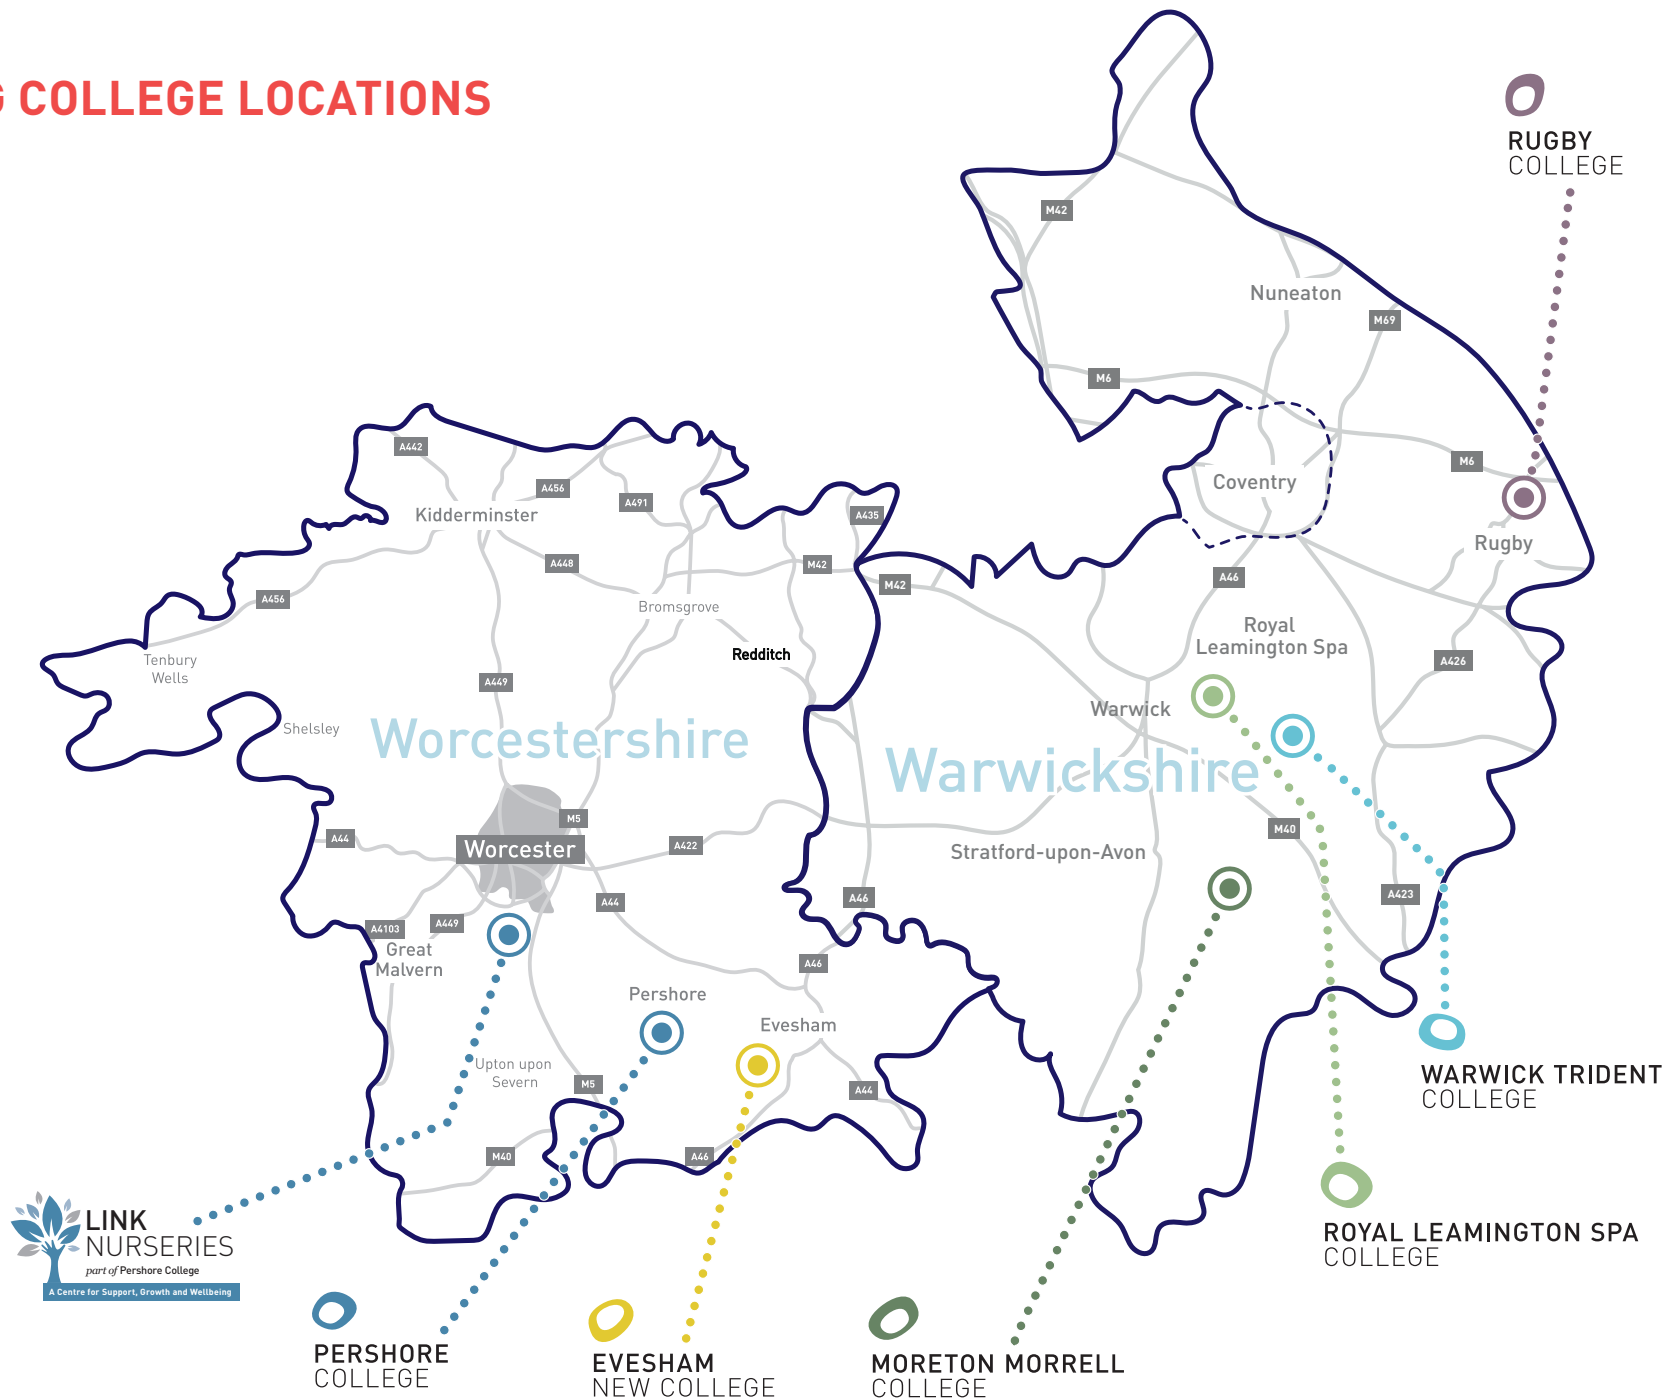 G COLLEGE LOCATIONS
RUGBY
COLLEGE
M42
Nuneaton
M69
M6
A442
A456
A491
Kidderminster
A435
Coventry
M6
Rugby
A448
M42
M42
A46
A456
Bromsgrove
Royal
Leamington Spa
Redditch
A426
Tenbury
Wells
A449
Warwick
Shelsley
Worcestershire
Warwickshire
M5
M40
A44
Worcester
A422
Stratford-upon-Avon
A423
A46
A44
A4103
A449
Great
Malvern
A46
Pershore
Evesham
Upton upon
Severn
M5
A44
M40
A46
WARWICK TRIDENT
COLLEGE
LINK
NURSERIES
part of Pershore College
A Centre for Support, Growth and Wellbeing
ROYAL LEAMINGTON SPA
COLLEGE
PERSHORE
COLLEGE
EVESHAM
NEW COLLEGE
MORETON MORRELL
COLLEGE